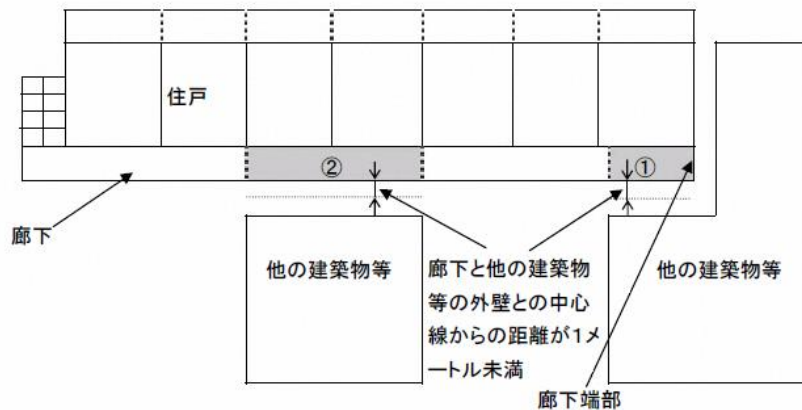 住戸
②
①
廊下
他の建築物等
廊下と他の建築物
等の外壁との中心
線からの距離が1メ
ートル未満
他の建築物等
廊下端部